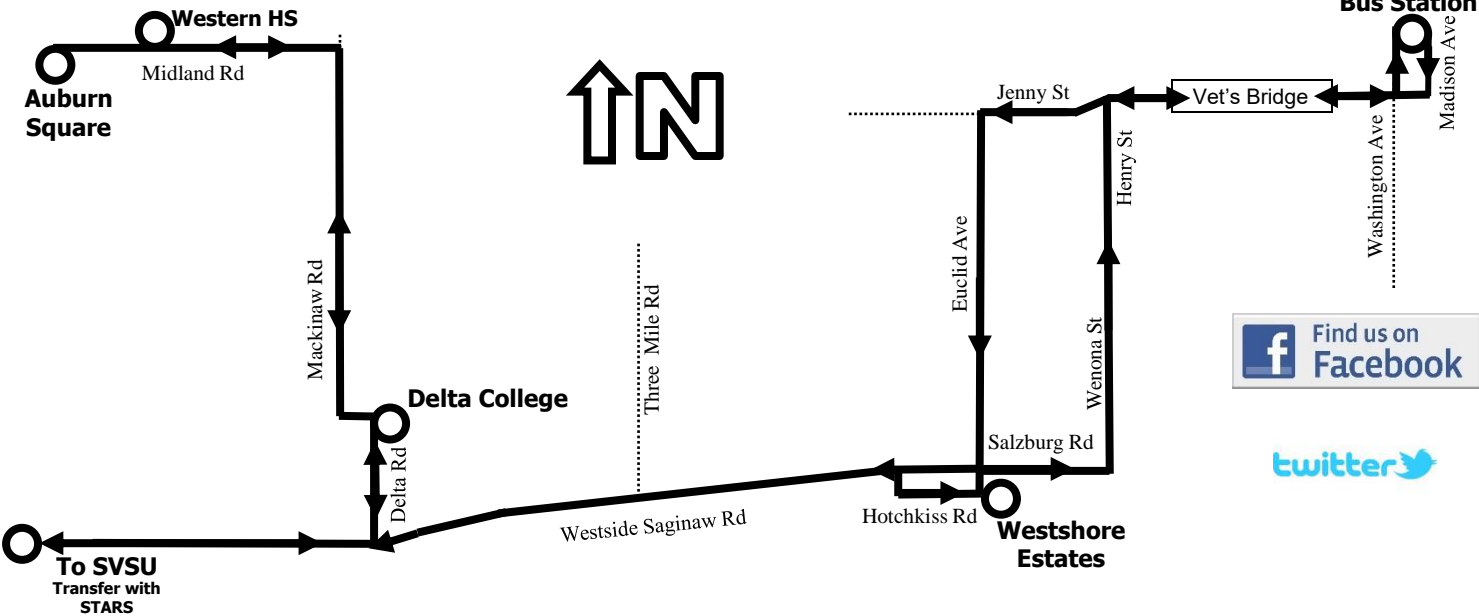 Bus Station
Western HS
Midland Rd
Auburn
Square
N
Jenny St
Vet's Bridge
Madison Ave
Washington Ave
Henry St
Euclid Ave
Mackinaw Rd
Three Mile Rd
Wenona St
Find us on
Facebook
f
Delta College
Delta Rd
Salzburg Rd
twitter
Westside Saginaw Rd
Hotchkiss Rd
Westshore
Estates
To SVSU
Transfer with
STARS